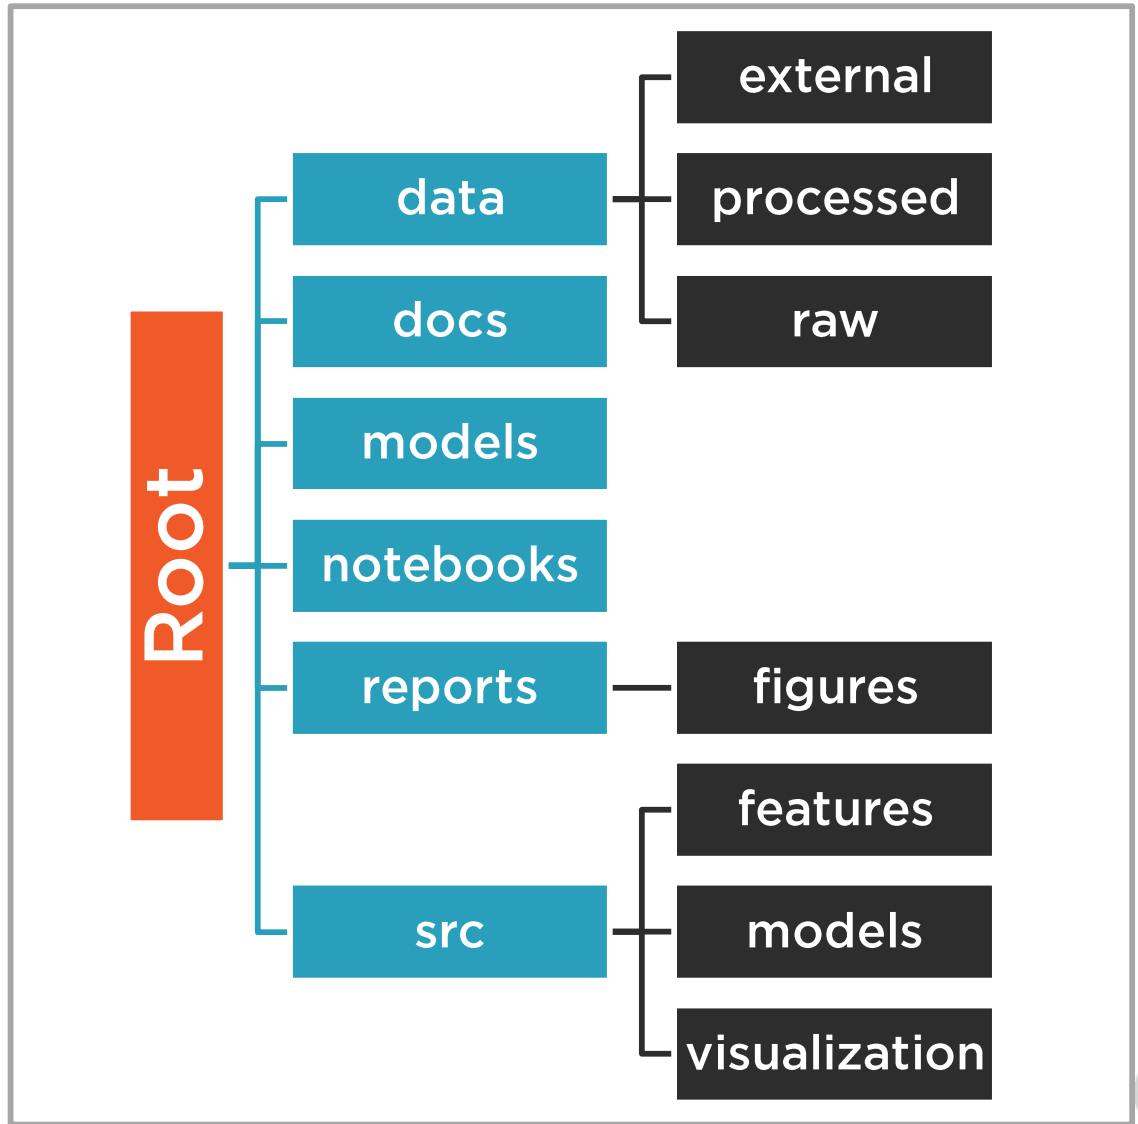 Root
data
external
processed
raw
docs
models
notebooks
reports
figures
src
features
models
visualization